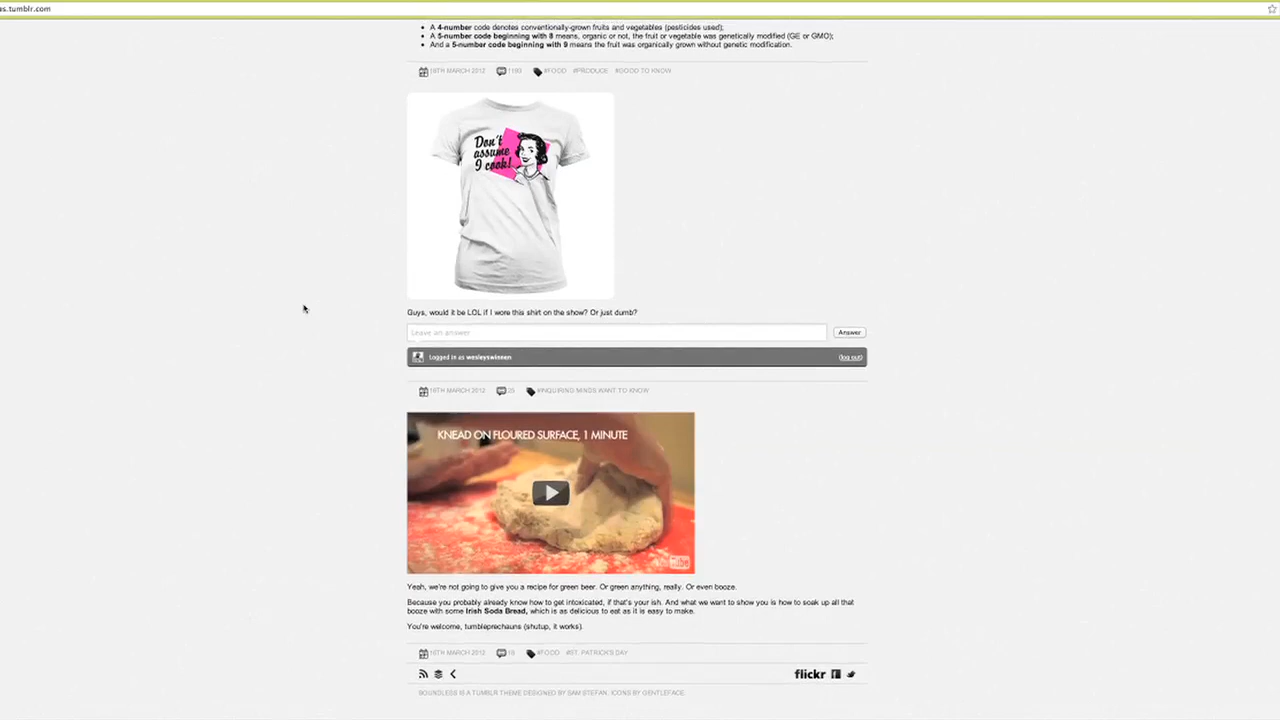 as.tumblr.com
A 4-number code denotes conventionally-grown fruits and vegetables (pesticides used);
A 5-number code beginning with 8 means, organic or not, the fruit or vegetable was genetically modified (GE or GMO);
And a 5-number code beginning with 9 means the fruit was organically grown without genetic modification.
16TH MARCH 2012 1193 #FOOD #PRODUCE #GOOD TO KNOW
Don't
assume
I cook!
Guys, would it be LOL if I wore this shirt on the show? Or just dumb?
Leave an answer Answer
Logged in as wesleyswinnen (log out)
16TH MARCH 2012 25 #INQUIRING MINDS WANT TO KNOW
KNEAD ON FLOURED SURFACE, 1 MINUTE
YouTube
Yeah, we're not going to give you a recipe for green beer. Or green anything, really. Or even booze.
Because you probably already know how to get intoxicated, if that's your ish. And what we want to show you is how to soak up all that
booze with some Irish Soda Bread, which is as delicious to eat as it is easy to make.
You're welcome, tumbleprechauns (shutup, it works).
16TH MARCH 2012 16 #FOOD #ST. PATRICK'S DAY
flickr
BOUNDLESS IS A TUMBLR THEME DESIGNED BY SAM STEFAN. ICONS BY GENTLEFACE.